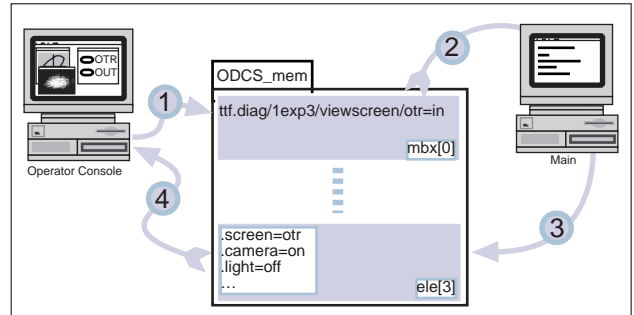 OTR
OUT
ODCS_mem
2
1
ttf.diag/1exp3/viewscreen/otr=in
mbx[0]
Operator Console
Main
4
3
.screen=otr
.camera=on
.light=off
...
ele[3]